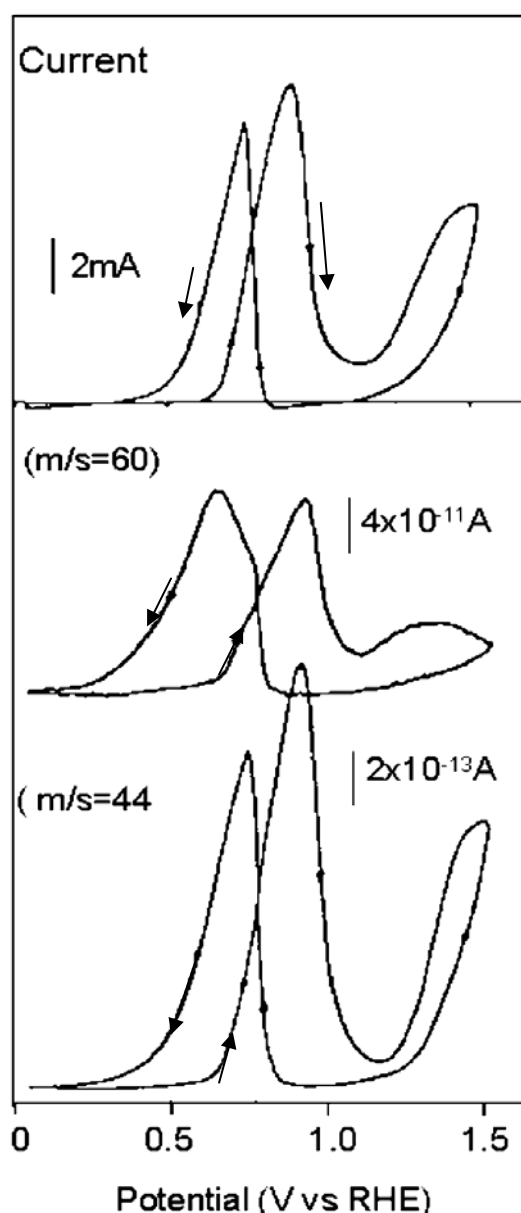 Current
2mA
(m/s=60)
4x10⁻¹¹A
2x10⁻¹³A
( m/s=44
0 0.5 1.0 1.5
Potential (V vs RHE)